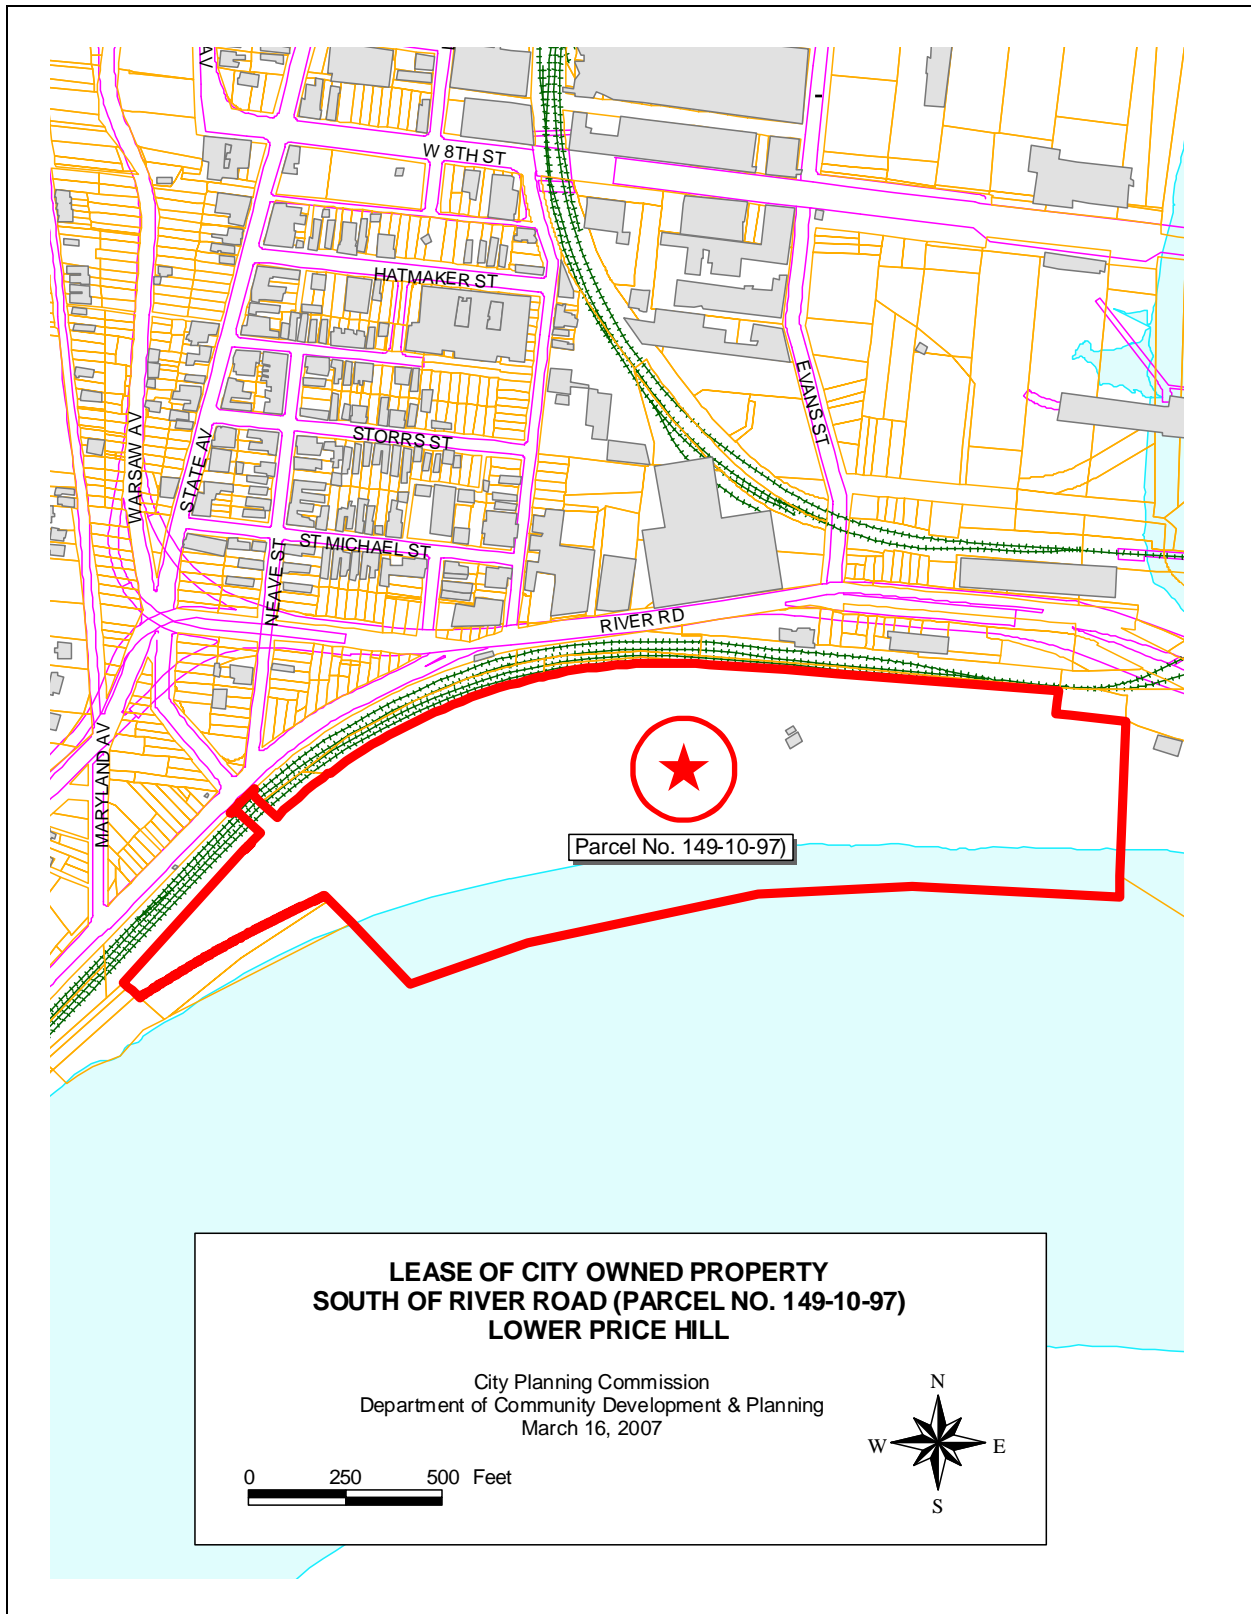 W 8TH ST
HATMAKER ST
EVANS ST
WARSAW AV
STATE AV
STORRS ST
ST MICHAEL ST
NEAVE ST
RIVER RD
MARYLAND AV
Parcel No. 149-10-97)
LEASE OF CITY OWNED PROPERTY
SOUTH OF RIVER ROAD (PARCEL NO. 149-10-97)
LOWER PRICE HILL
City Planning Commission
Department of Community Development & Planning
March 16, 2007
N
W E
S
0 250 500 Feet